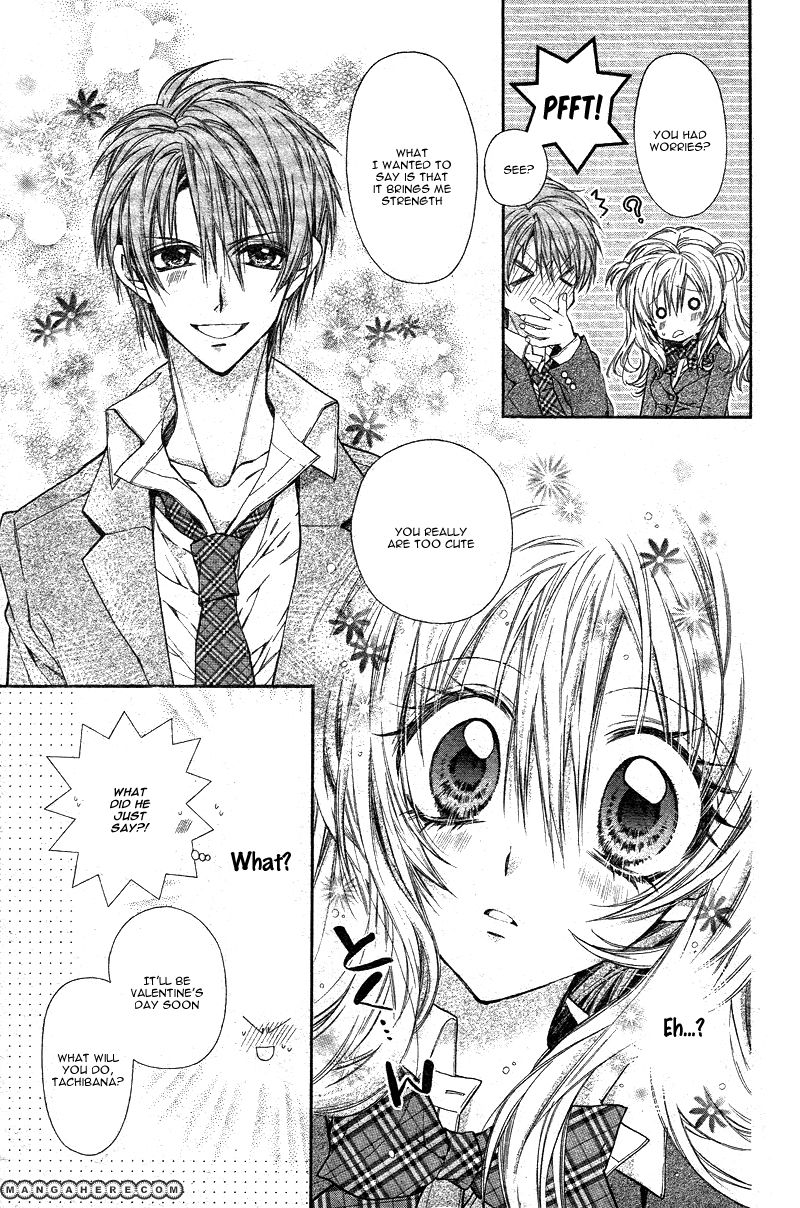 YOU HAD
WORRIES?
PFFT!
SEE?
WHAT
I WANTED TO
SAY IS THAT
IT BRINGS ME
STRENGTH
YOU REALLY
ARE TOO CUTE
Eh...?
WHAT
DID HE
JUST
SAY?!
What?
IT'LL BE
VALENTINE'S
DAY SOON
WHAT WILL
YOU DO,
TACHIBANA?
MANGAHERE.COM